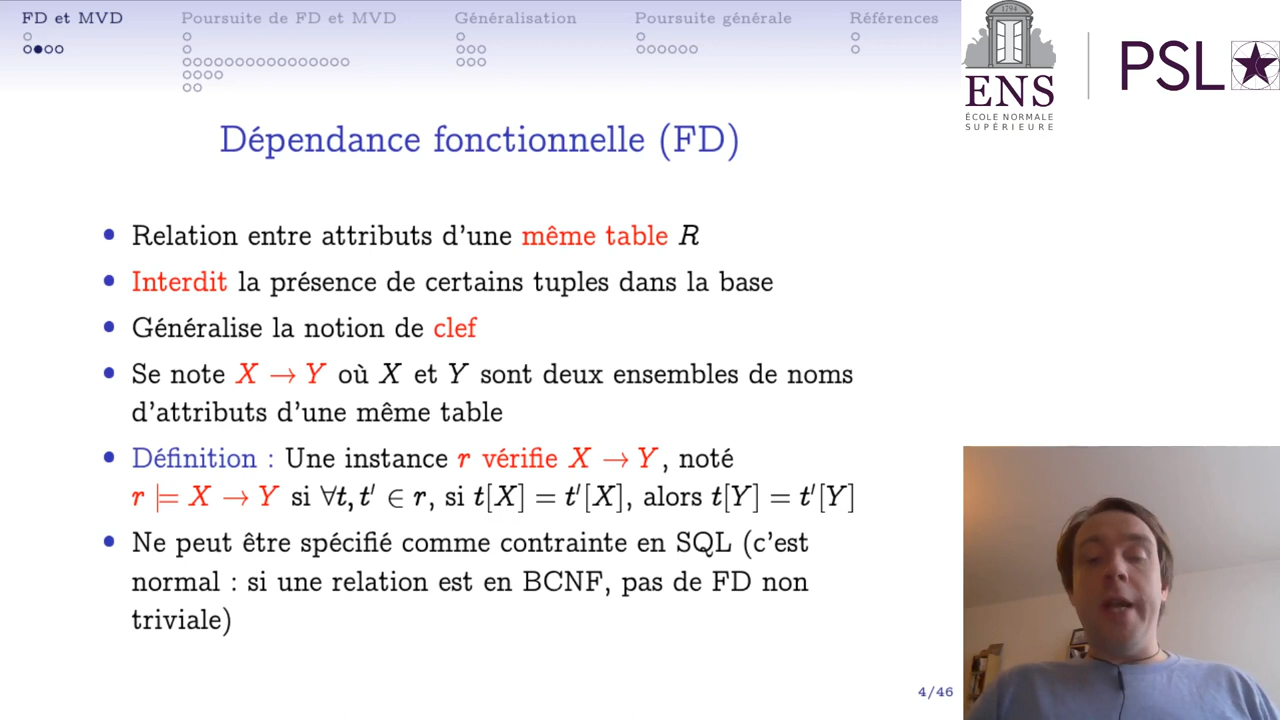 FD et MVD Poursuite de FD et MVD Généralisation Poursuite générale Références
1794
ENS
ÉCOLE NORMALE
SUPÉRIEURE
PSL
Dépendance fonctionnelle (FD)
• Relation entre attributs d'une même table R
• Interdit la présence de certains tuples dans la base
• Généralise la notion de clef
• Se note X → Y où X et Y sont deux ensembles de noms
d'attributs d'une même table
• Définition : Une instance r vérifie X → Y, noté
r ⊨ X → Y si ∀t, t′ ∈ r, si t[X] = t′[X], alors t[Y] = t′[Y]
• Ne peut être spécifié comme contrainte en SQL (c'est
normal : si une relation est en BCNF, pas de FD non
triviale)
4/46